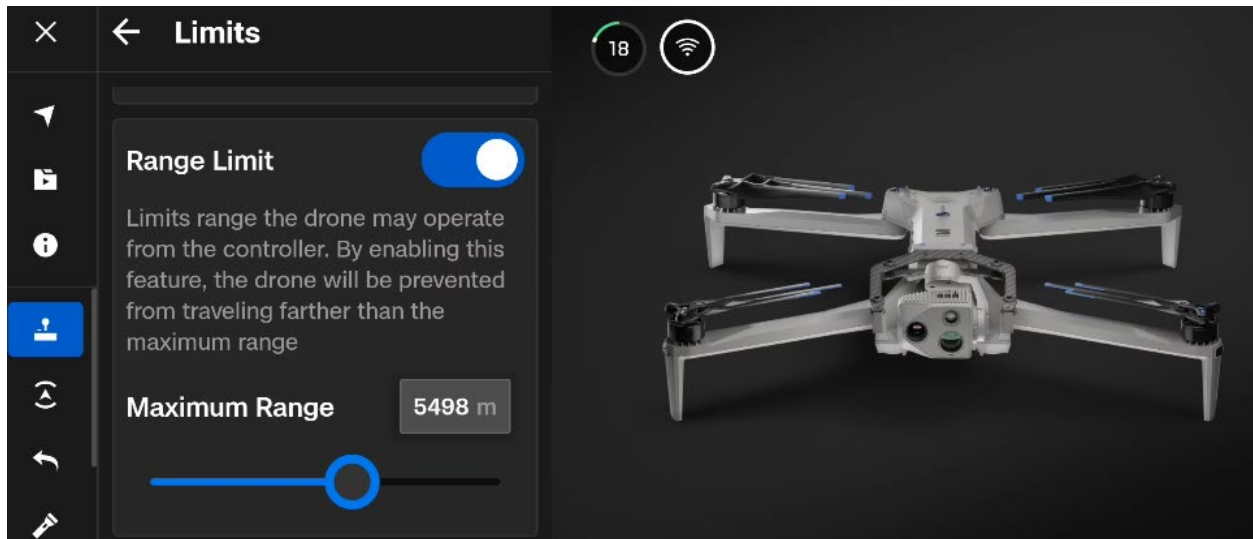 Limits
18
Range Limit
Limits range the drone may operate
from the controller. By enabling this
feature, the drone will be prevented
from traveling farther than the
maximum range
Maximum Range
5498 m